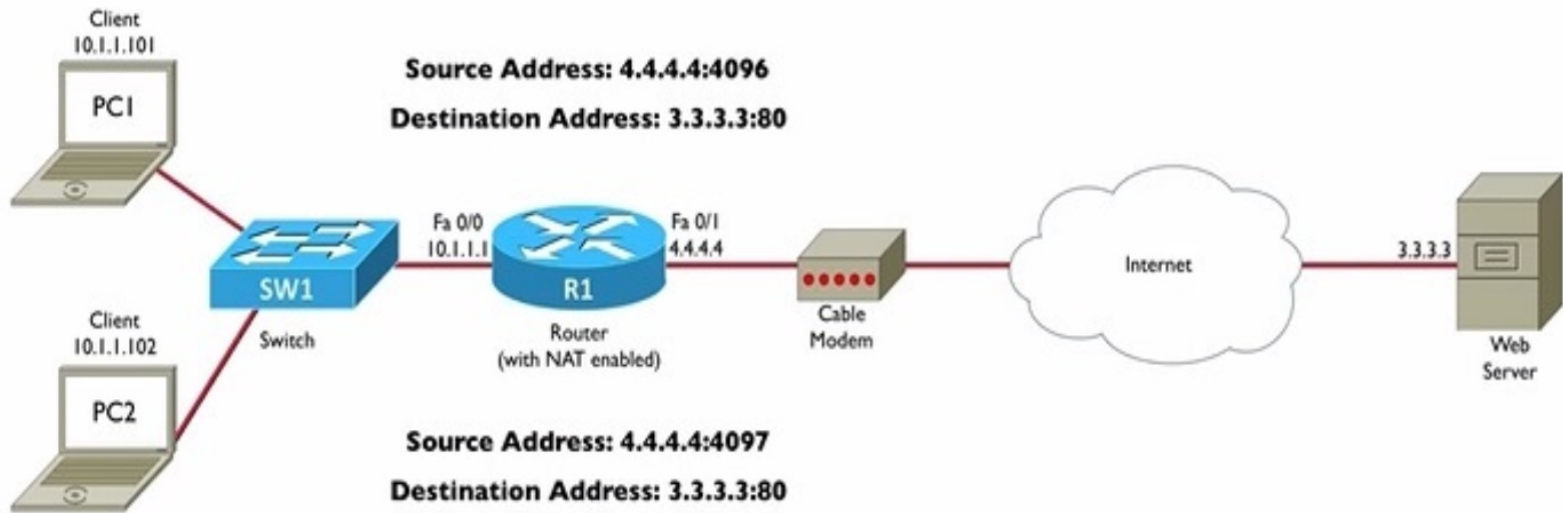 Client
10.1.1.101
PC1
Source Address: 4.4.4.4:4096
Destination Address: 3.3.3.3:80
Fa 0/0
10.1.1.1
Fa 0/1
4.4.4.4
SW1
Switch
R1
Router
(with NAT enabled)
Cable
Modem
Internet
3.3.3.3
Web
Server
Client
10.1.1.102
PC2
Source Address: 4.4.4.4:4097
Destination Address: 3.3.3.3:80